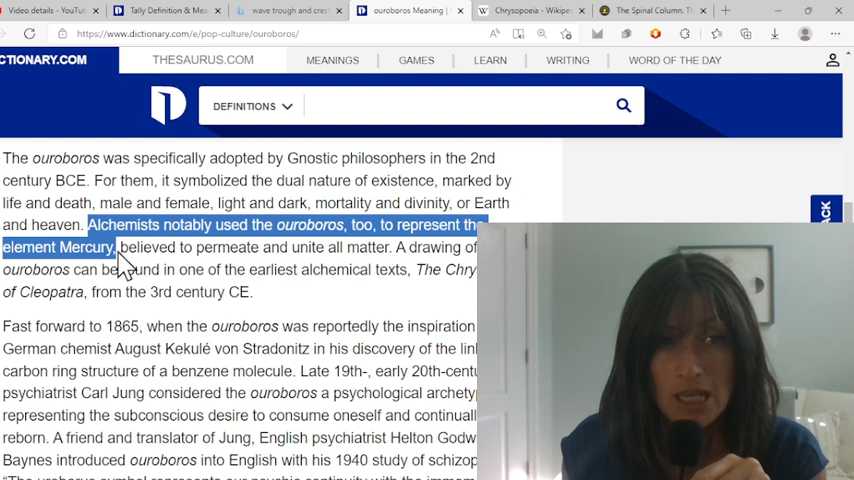 Video details - YouTub
Tally Definition & Mea
wave trough and cres
ouroboros Meaning |
Chrysopoeia - Wikipe
The Spinal Column. Th
https://www.dictionary.com/e/pop-culture/ouroboros/
CTIONARY.COM
THESAURUS.COM
MEANINGS
GAMES
LEARN
WRITING
WORD OF THE DAY
DEFINITIONS
The ouroboros was specifically adopted by Gnostic philosophers in the 2nd
century BCE. For them, it symbolized the dual nature of existence, marked by
life and death, male and female, light and dark, mortality and divinity, or Earth
and heaven. Alchemists notably used the ouroboros, too, to represent the
element Mercury, believed to permeate and unite all matter. A drawing of
ouroboros can be found in one of the earliest alchemical texts, The Chry
of Cleopatra, from the 3rd century CE.
Fast forward to 1865, when the ouroboros was reportedly the inspiration
German chemist August Kekulé von Stradonitz in his discovery of the lin
carbon ring structure of a benzene molecule. Late 19th-, early 20th-centu
psychiatrist Carl Jung considered the ouroboros a psychological archety
representing the subconscious desire to consume oneself and continuall
reborn. A friend and translator of Jung, English psychiatrist Helton Godw
Baynes introduced ouroboros into English with his 1940 study of schizop
ACK